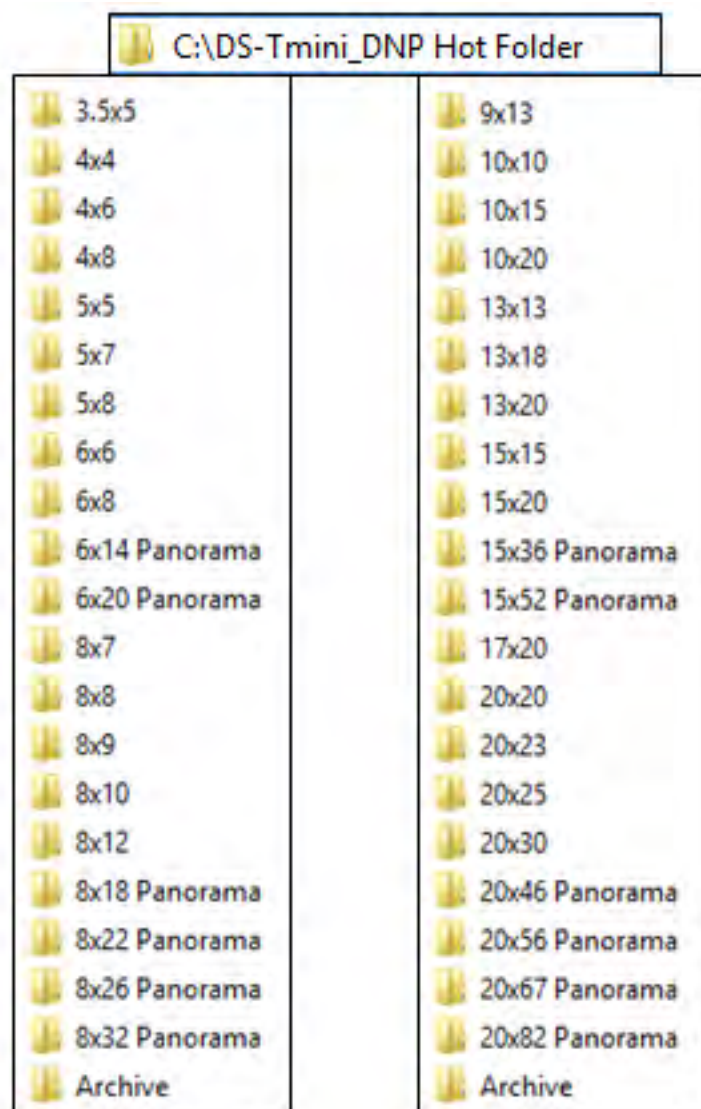 C:\DS-Tmini_DNP Hot Folder
3.5x5
4x4
4x6
4x8
5x5
5x7
5x8
6x6
6x8
6x14 Panorama
6x20 Panorama
8x7
8x8
8x9
8x10
8x12
8x18 Panorama
8x22 Panorama
8x26 Panorama
8x32 Panorama
Archive
9x13
10x10
10x15
10x20
13x13
13x18
13x20
15x15
15x20
15x36 Panorama
15x52 Panorama
17x20
20x20
20x23
20x25
20x30
20x46 Panorama
20x56 Panorama
20x67 Panorama
20x82 Panorama
Archive